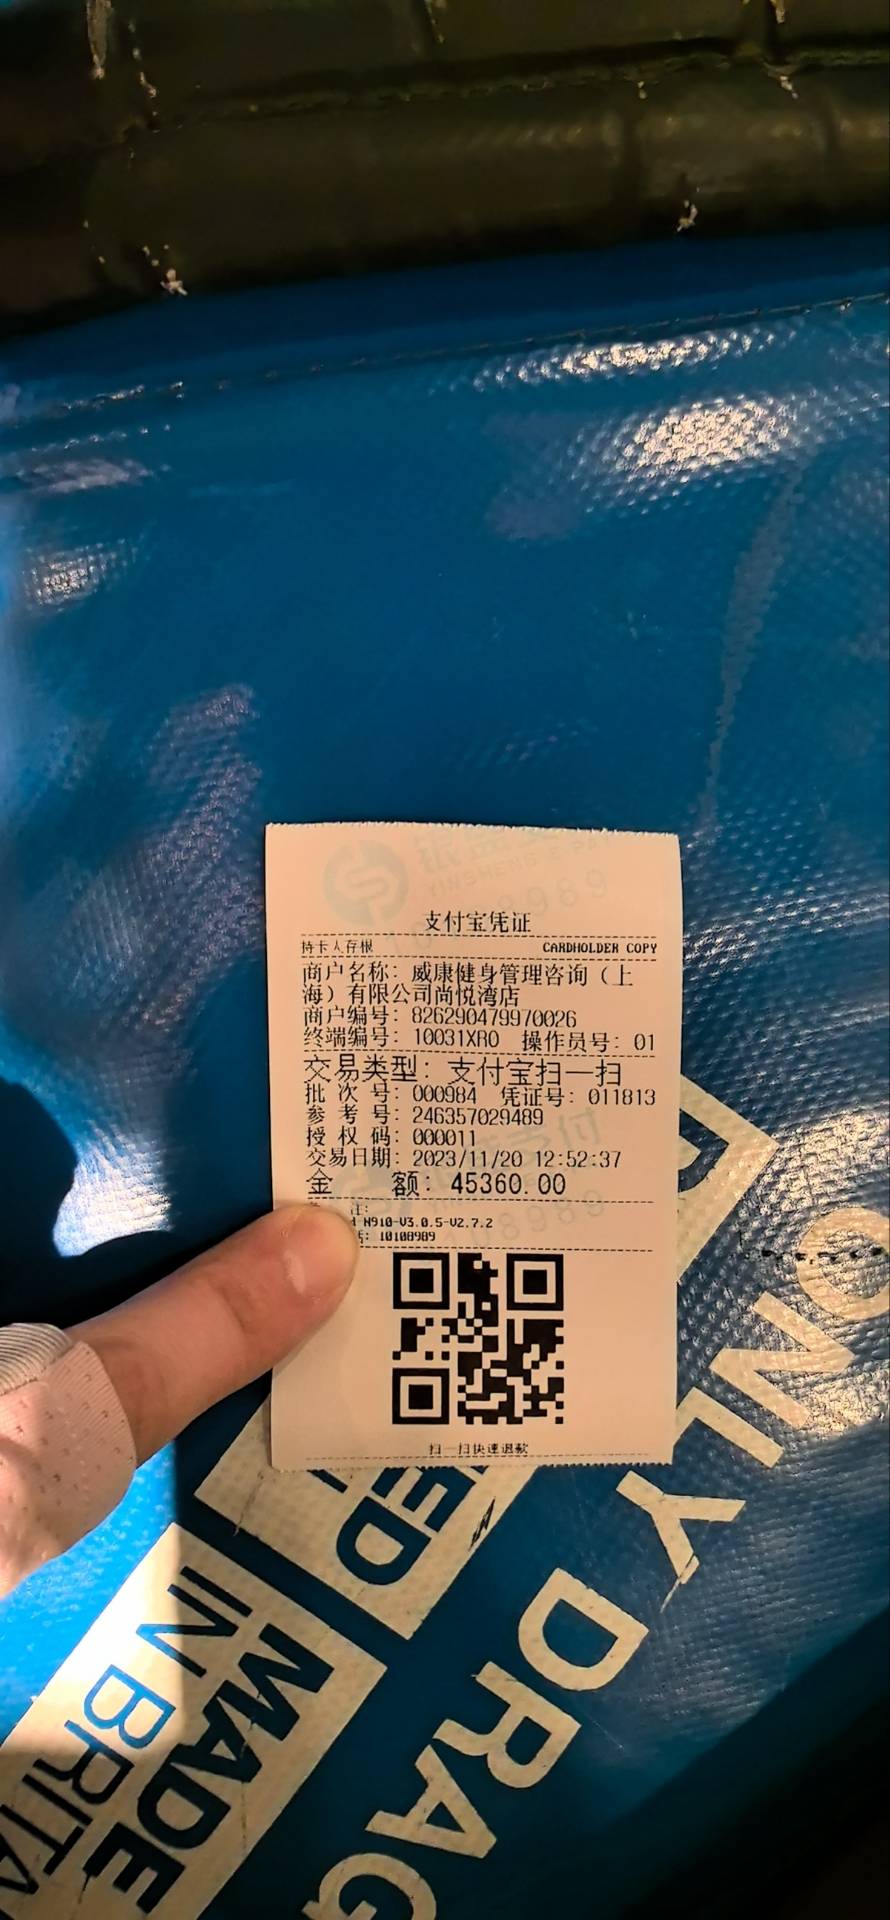 支付宝凭证
持卡人存根 CARDHOLDER COPY
商户名称: 威康健身管理咨询（上
海）有限公司尚悦湾店
商户编号: 826290479970026
终端编号: 10031XRO 操作员号: 01
交易类型: 支付宝扫一扫
批 次 号: 000984 凭证号: 011813
参 考 号: 246357029489
授 权 码: 000011
交易日期: 2023/11/20 12:52:37
金 额: 45360.00
注:
N910-V3.0.5-V2.7.2
: 10108989
扫一扫快速退款
ONLY DRAG
MADE
IN BRITA